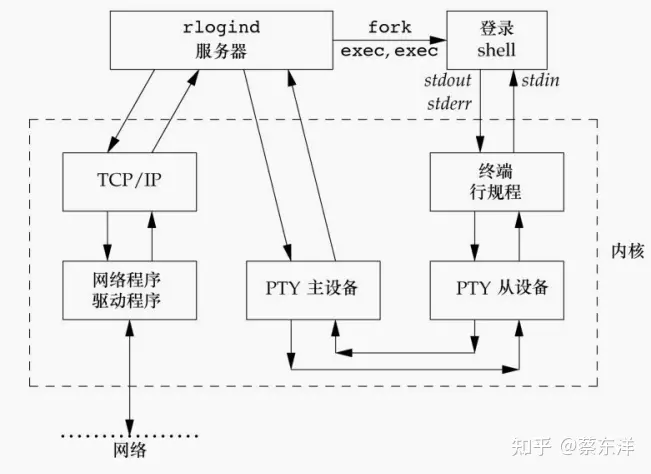 rlogind
服务器
fork
exec, exec
登录
shell
stdout
stderr
stdin
TCP/IP
终端
行规程
内核
网络程序
驱动程序
PTY 主设备
PTY 从设备
网络
知乎 @蔡东洋